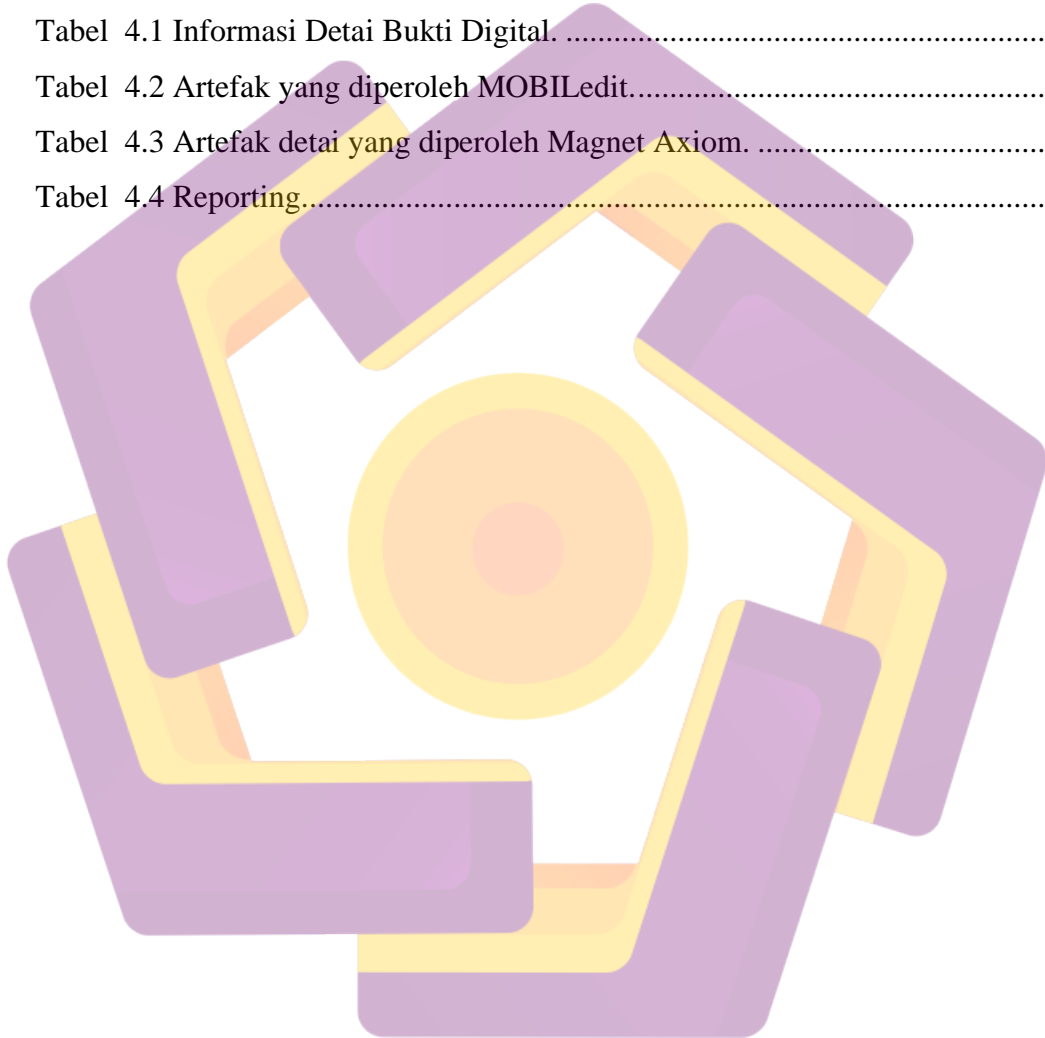 Tabel 4.1 Informasi Detai Bukti Digital. ......................................................
Tabel 4.2 Artefak yang diperoleh MOBILedit..............................................
Tabel 4.3 Artefak detai yang diperoleh Magnet Axiom. ................................
Tabel 4.4 Reporting.....................................................................................